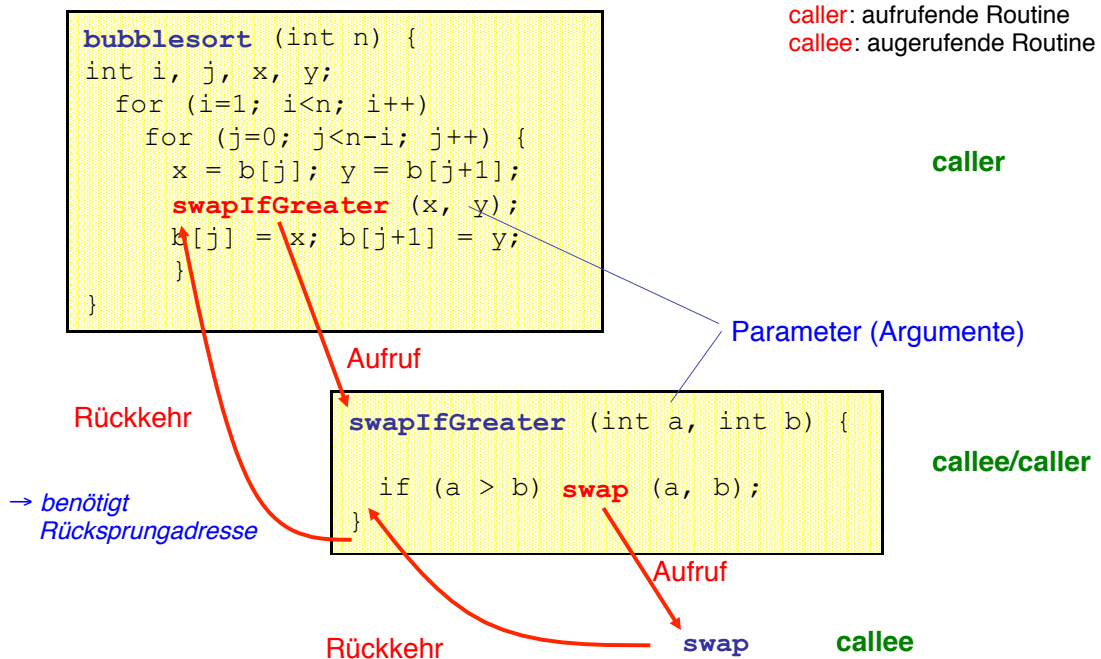 caller: aufrufende Routine
callee: augerufende Routine
bubblesort (int n) {
int i, j, x, y;
for (i=1; i<n; i++)
for (j=0; j<n-i; j++) {
x = b[j]; y = b[j+1];
swapIfGreater (x, y);
b[j] = x; b[j+1] = y;
}
}
caller
Parameter (Argumente)
Aufruf
Rückkehr
→ benötigt
Rücksprungadresse
swapIfGreater (int a, int b) {
if (a > b) swap (a, b);
}
callee/caller
Aufruf
Rückkehr
swap
callee